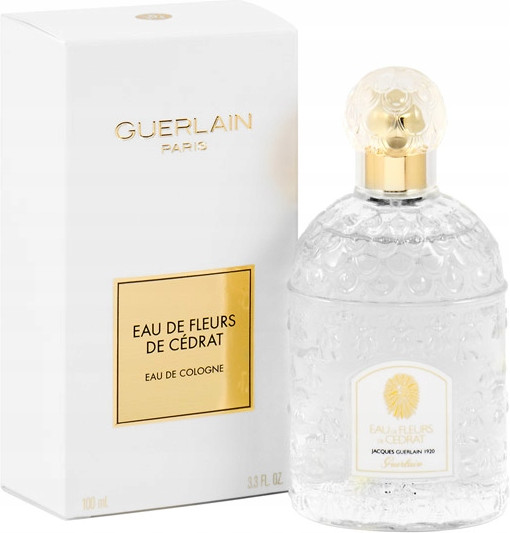 GUERLAIN
PARIS
EAU DE FLEURS
DE CÉDRAT
EAU DE COLOGNE
100 mL
3.3 FL. OZ.
EAU DE FLEURS
DE CEDRAT
JACQUES GUERLAIN 1920
Guerlain